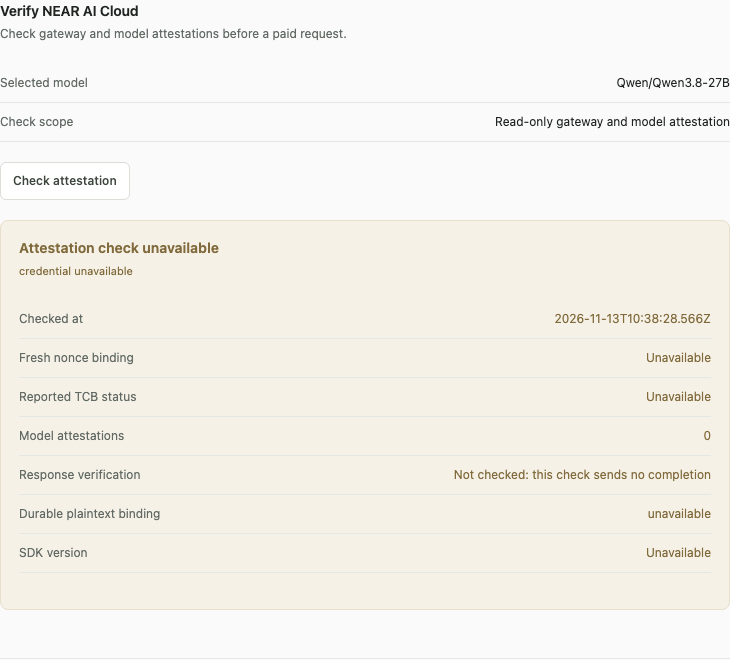 Verify NEAR AI Cloud
Check gateway and model attestations before a paid request.
Selected model Qwen/Qwen3.8-27B
Check scope Read-only gateway and model attestation
Check attestation
Attestation check unavailable
credential unavailable
Checked at 2026-11-13T10:38:28.566Z
Fresh nonce binding Unavailable
Reported TCB status Unavailable
Model attestations 0
Response verification Not checked: this check sends no completion
Durable plaintext binding unavailable
SDK version Unavailable